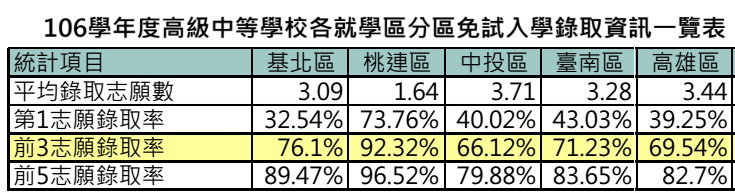 106學年度高級中等學校各就學區分區免試入學錄取資訊一覽表
統計項目 基北區 桃連區 中投區 臺南區 高雄區
平均錄取志願數 3.09 1.64 3.71 3.28 3.44
第1志願錄取率 32.54% 73.76% 40.02% 43.03% 39.25%
前3志願錄取率 76.1% 92.32% 66.12% 71.23% 69.54%
前5志願錄取率 89.47% 96.52% 79.88% 83.65% 82.7%